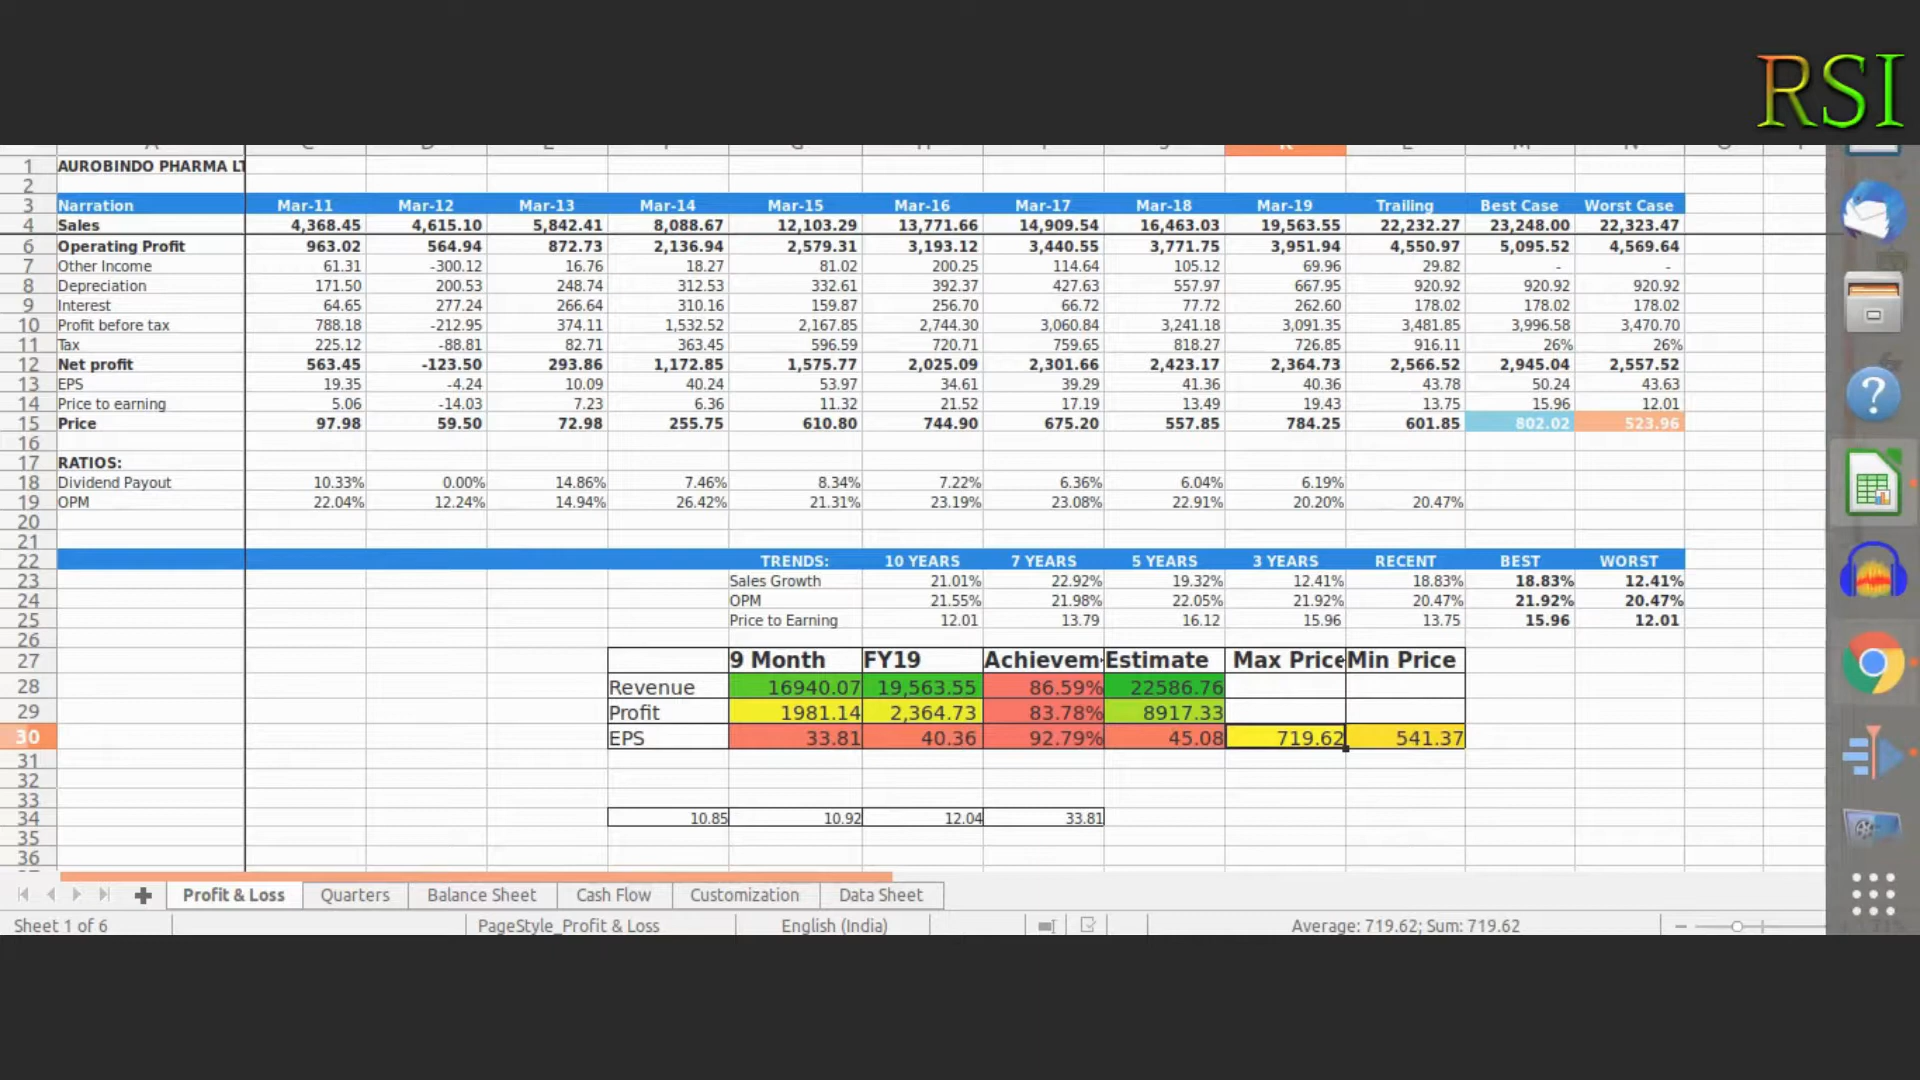 RSI
1 AUROBINDO PHARMA LT
2
3 Narration Mar-11 Mar-12 Mar-13 Mar-14 Mar-15 Mar-16 Mar-17 Mar-18 Mar-19 Trailing Best Case Worst Case
4 Sales 4,368.45 4,615.10 5,842.41 8,088.67 12,103.29 13,771.66 14,909.54 16,463.03 19,563.55 22,232.27 23,248.00 22,323.47
6 Operating Profit 963.02 564.94 872.73 2,136.94 2,579.31 3,193.12 3,440.55 3,771.75 3,951.94 4,550.97 5,095.52 4,569.64
7 Other Income 61.31 -300.12 16.76 18.27 81.02 200.25 114.64 105.12 69.96 29.82 - -
8 Depreciation 171.50 200.53 248.74 312.53 332.61 392.37 427.63 557.97 667.95 920.92 920.92 920.92
9 Interest 64.65 277.24 266.64 310.16 159.87 256.70 66.72 77.72 262.60 178.02 178.02 178.02
10 Profit before tax 788.18 -212.95 374.11 1,532.52 2,167.85 2,744.30 3,060.84 3,241.18 3,091.35 3,481.85 3,996.58 3,470.70
11 Tax 225.12 -88.81 82.71 363.45 596.59 720.71 759.65 818.27 726.85 916.11 26% 26%
12 Net profit 563.45 -123.50 293.86 1,172.85 1,575.77 2,025.09 2,301.66 2,423.17 2,364.73 2,566.52 2,945.04 2,557.52
13 EPS 19.35 -4.24 10.09 40.24 53.97 34.61 39.29 41.36 40.36 43.78 50.24 43.63
14 Price to earning 5.06 -14.03 7.23 6.36 11.32 21.52 17.19 13.49 19.43 13.75 15.96 12.01
15 Price 97.98 59.50 72.98 255.75 610.80 744.90 675.20 557.85 784.25 601.85 802.02 523.96
16
17 RATIOS:
18 Dividend Payout 10.33% 0.00% 14.86% 7.46% 8.34% 7.22% 6.36% 6.04% 6.19%
19 OPM 22.04% 12.24% 14.94% 26.42% 21.31% 23.19% 23.08% 22.91% 20.20% 20.47%
20
21
22 TRENDS: 10 YEARS 7 YEARS 5 YEARS 3 YEARS RECENT BEST WORST
23 Sales Growth 21.01% 22.92% 19.32% 12.41% 18.83% 18.83% 12.41%
24 OPM 21.55% 21.98% 22.05% 21.92% 20.47% 21.92% 20.47%
25 Price to Earning 12.01 13.79 16.12 15.96 13.75 15.96 12.01
26
27 9 Month FY19 Achievem Estimate Max Price Min Price
28 Revenue 16940.07 19,563.55 86.59% 22586.76
29 Profit 1981.14 2,364.73 83.78% 8917.33
30 EPS 33.81 40.36 92.79% 45.08 719.62 541.37
31
32
33
34 10.85 10.92 12.04 33.81
35
36
Profit & Loss Quarters Balance Sheet Cash Flow Customization Data Sheet
Sheet 1 of 6 PageStyle_Profit & Loss English (India) Average: 719.62; Sum: 719.62